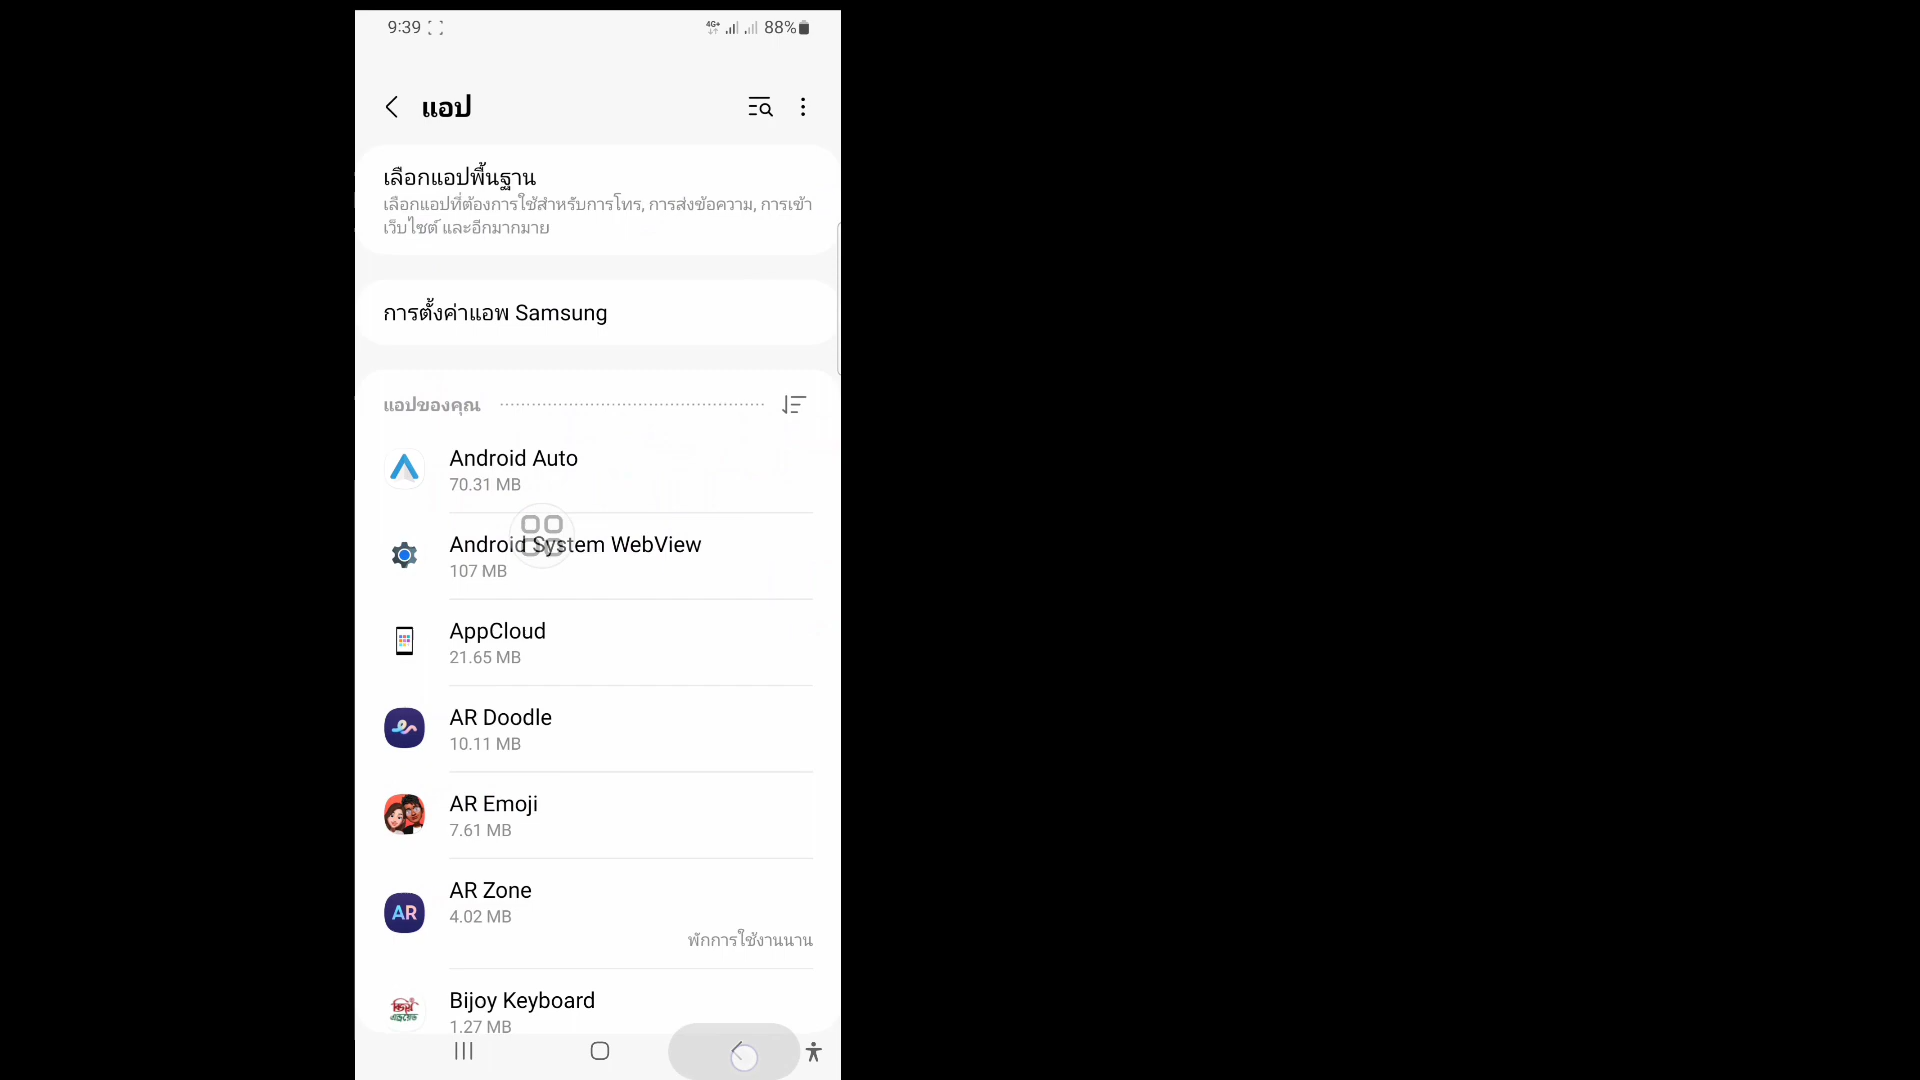 9:39
4G+ 88%
แอป
เลือกแอปพื้นฐาน
เลือกแอปที่ต้องการใช้สำหรับการโทร, การส่งข้อความ, การเข้า
เว็บไซต์ และอีกมากมาย
การตั้งค่าแอพ Samsung
แอปของคุณ
Android Auto
70.31 MB
Android System WebView
107 MB
AppCloud
21.65 MB
AR Doodle
10.11 MB
AR Emoji
7.61 MB
AR
AR Zone
4.02 MB
พักการใช้งานนาน
Bijoy Keyboard
1.27 MB